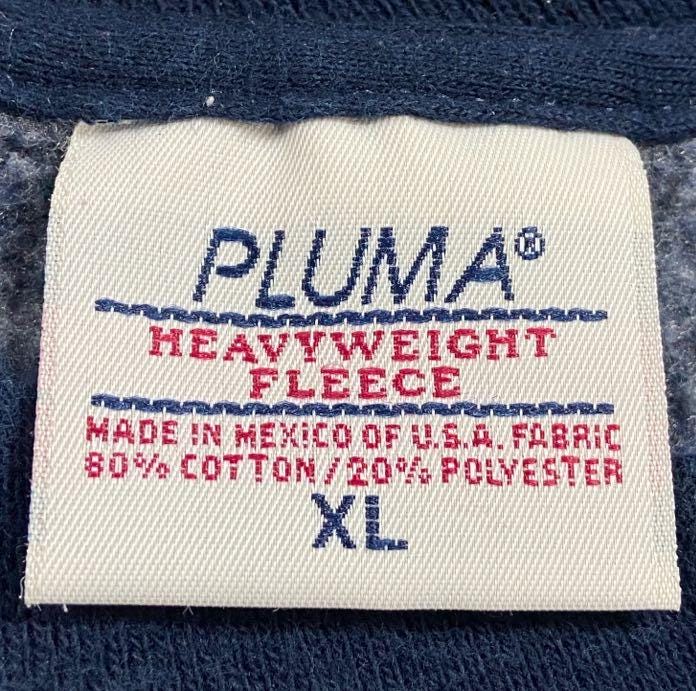 PLUMA®
HEAVYWEIGHT
FLEECE
MADE IN MEXICO OF U.S.A. FABRIC
80% COTTON/20% POLYESTER
XL